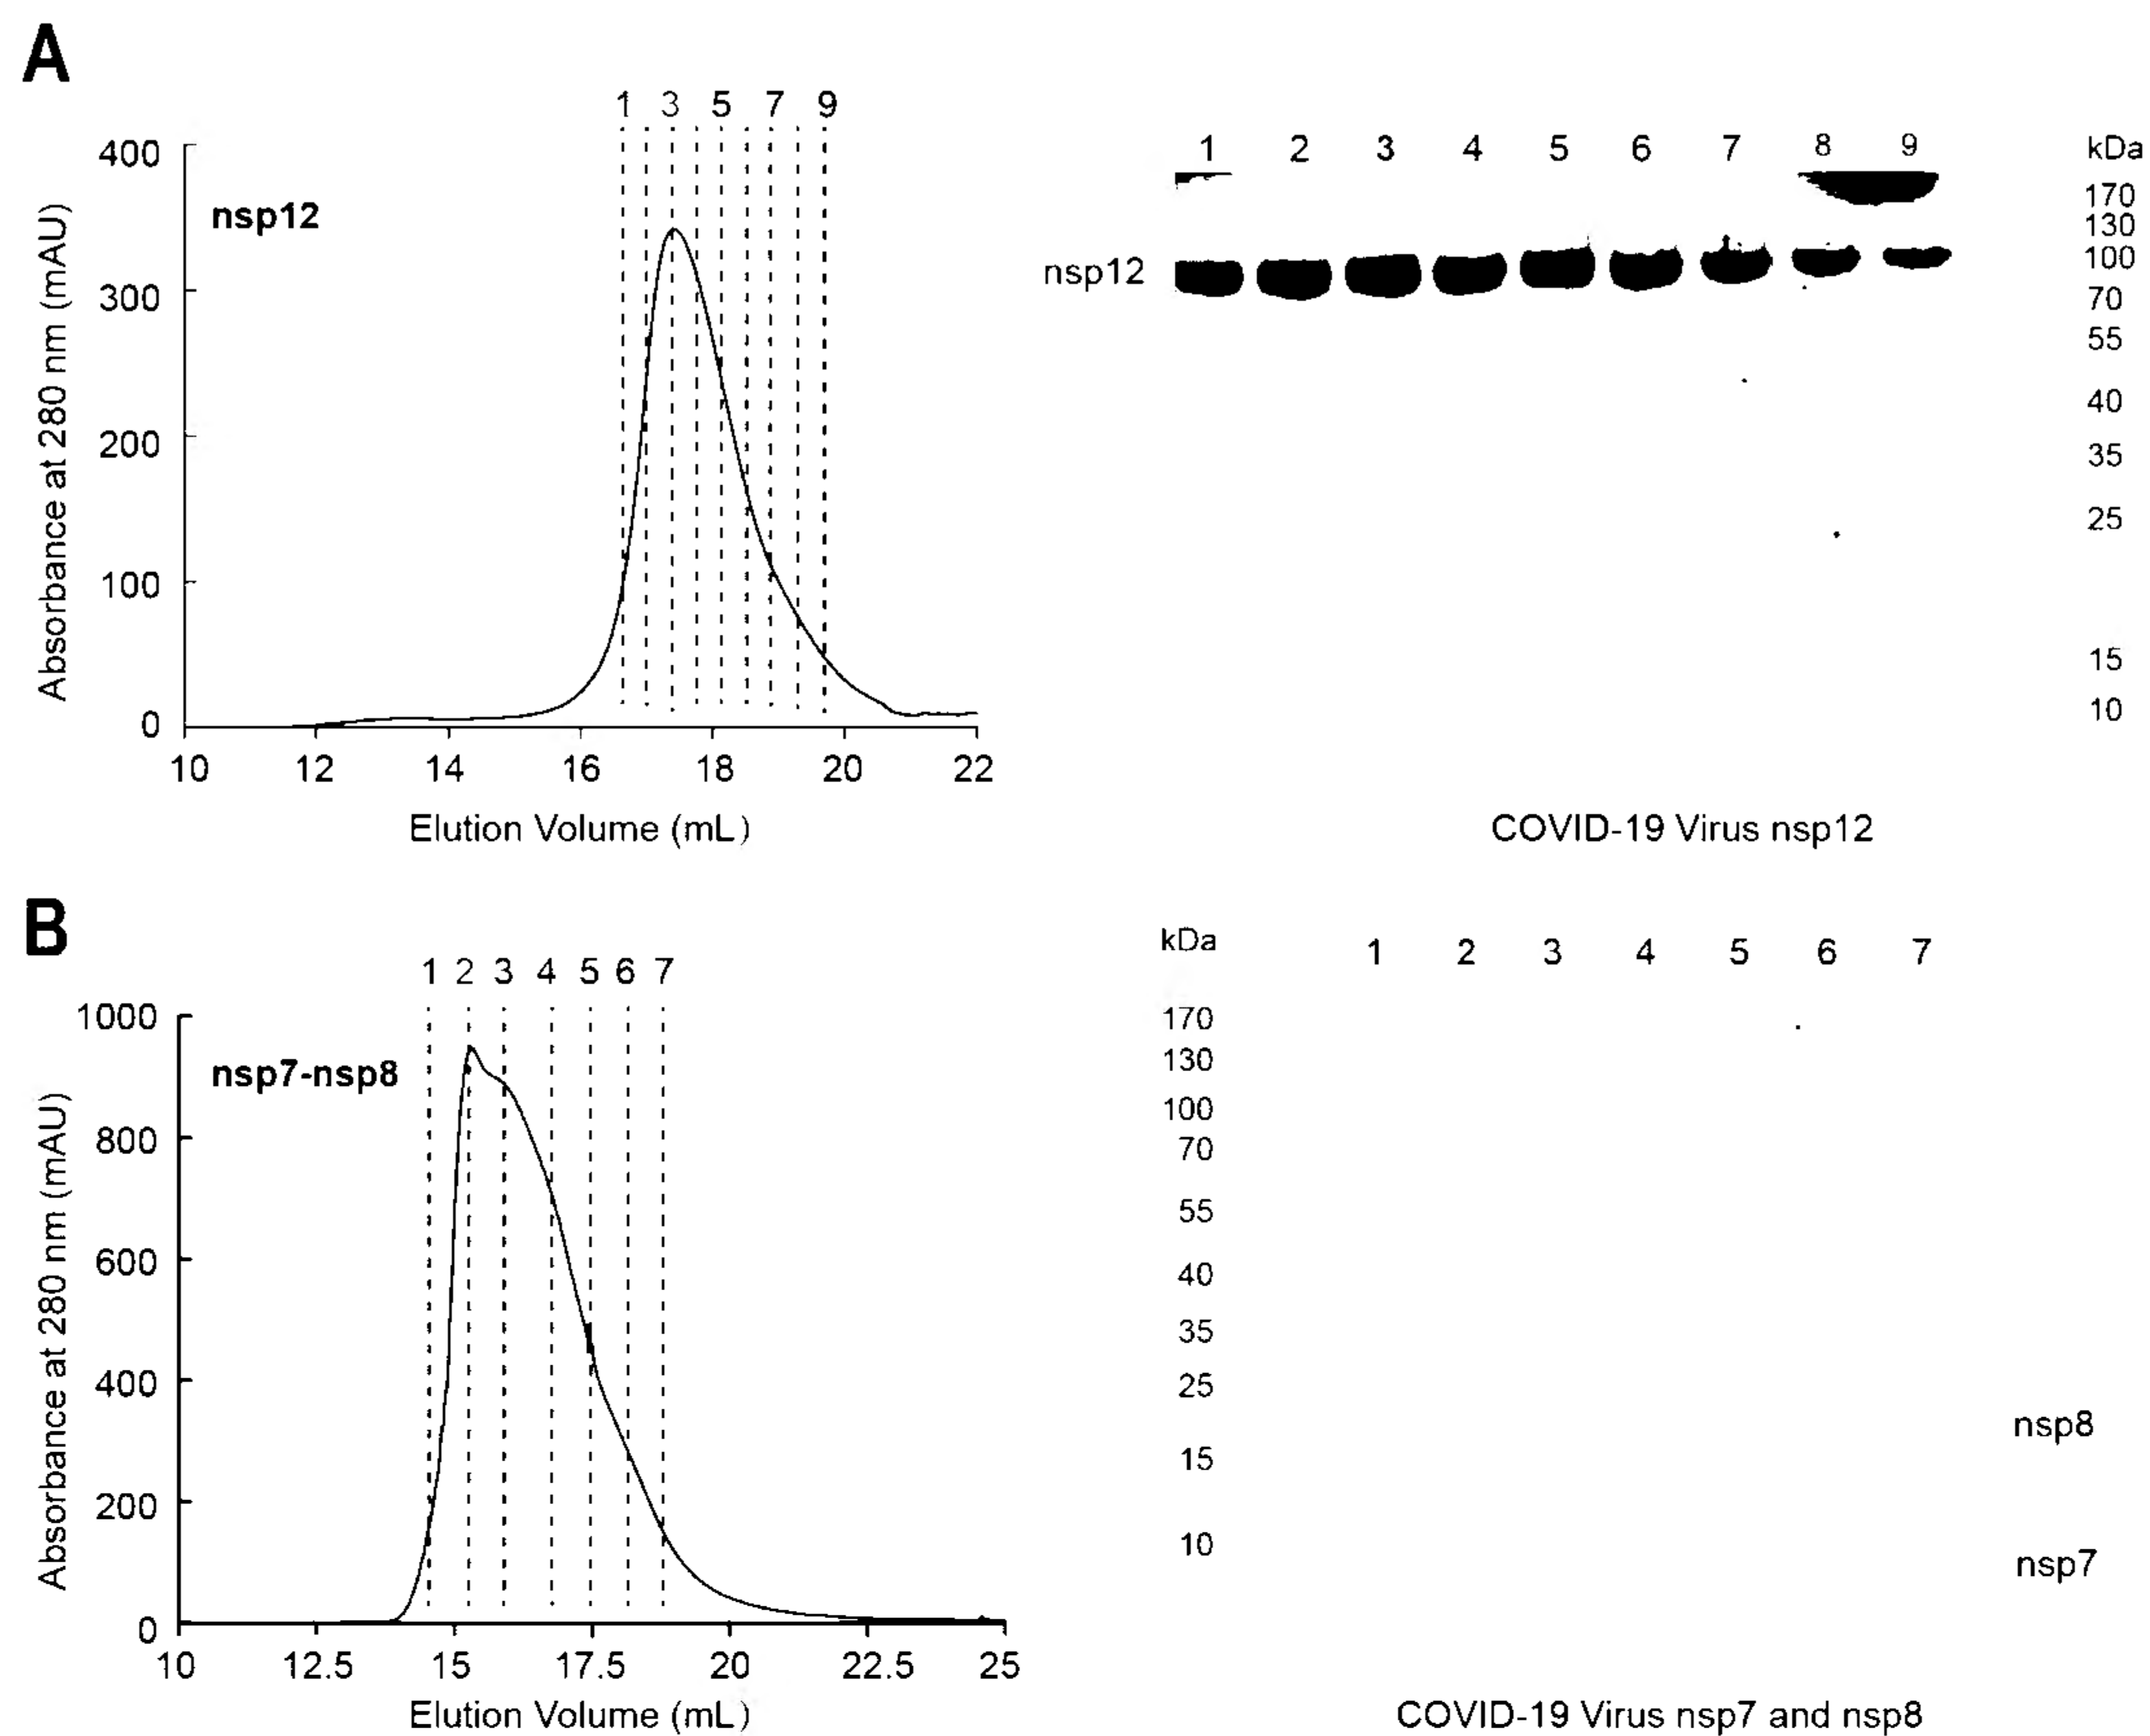 A
1 3 5 7 9
400
300
200
100
0
nsp12
Absorbance at 280 nm (mAU)
10 12 14 16 18 20 22
Elution Volume (mL)
1 2 3 4 5 6 7 8 9 kDa
nsp12
170
130
100
70
55
40
35
25
15
10
COVID-19 Virus nsp12
B
1 2 3 4 5 6 7
1000
800
600
400
200
0
nsp7-nsp8
Absorbance at 280 nm (mAU)
10 12.5 15 17.5 20 22.5 25
Elution Volume (mL)
kDa 1 2 3 4 5 6 7
170
130
100
70
55
40
35
25
15
10
nsp8
nsp7
COVID-19 Virus nsp7 and nsp8